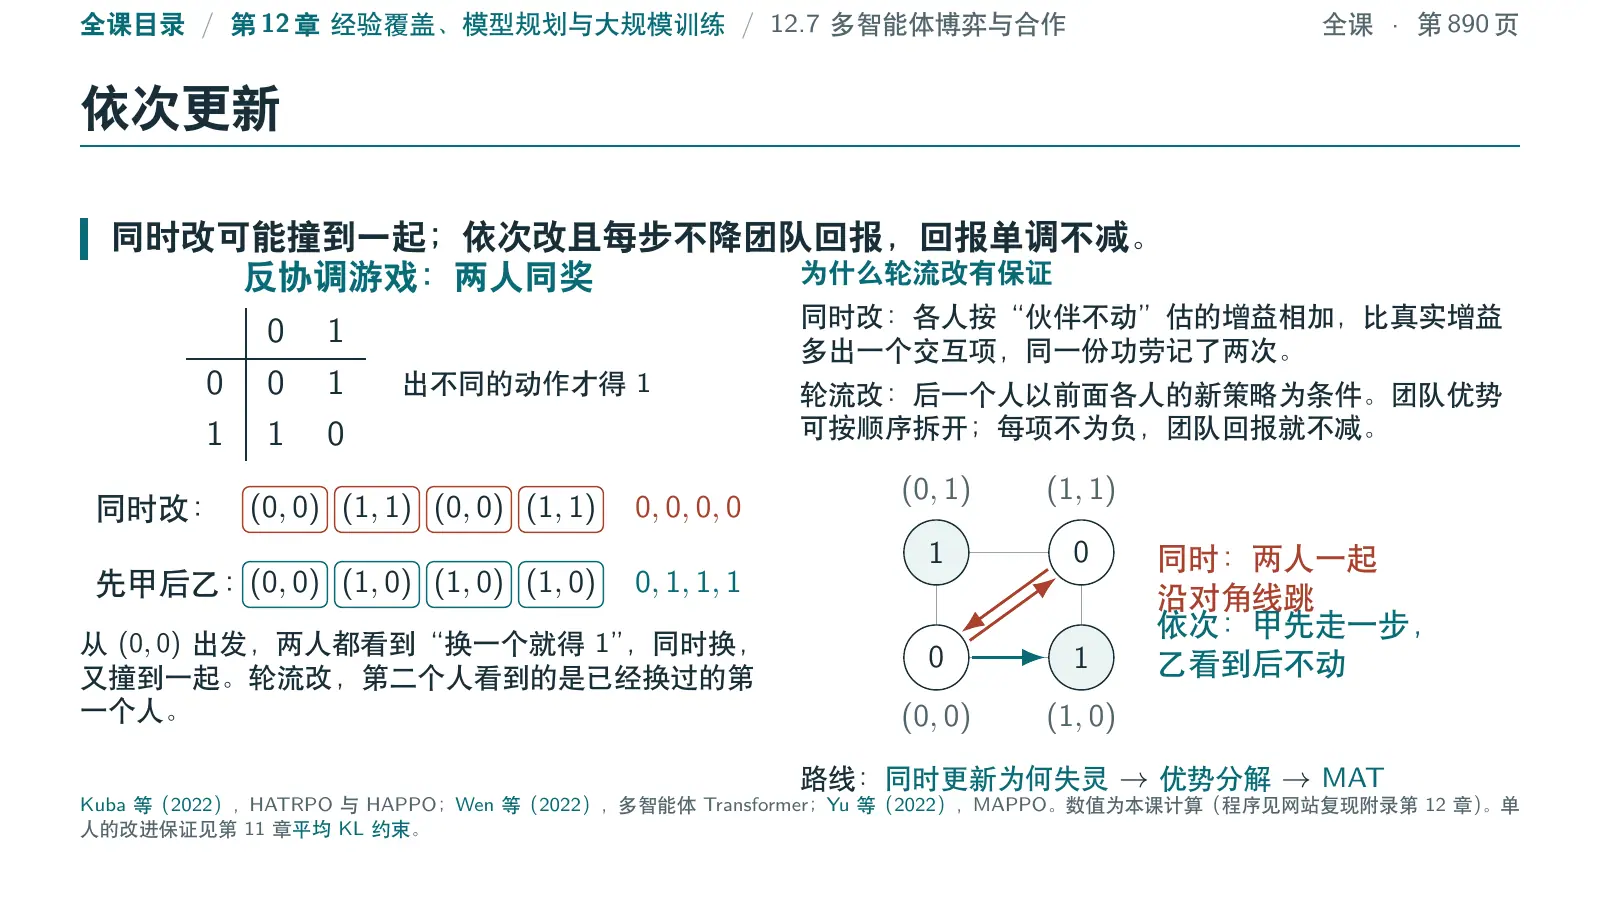 全课目录 / 第 12 章 经验覆盖、模型规划与大规模训练 / 12.7 多智能体博弈与合作
全课 · 第 890 页
依次更新
同时改可能撞到一起；依次改且每步不降团队回报，回报单调不减。
反协调游戏：两人同奖
0 1
0 0 1
1 1 0
出不同的动作才得 1
同时改： (0, 0) (1, 1) (0, 0) (1, 1) 0, 0, 0, 0
先甲后乙： (0, 0) (1, 0) (1, 0) (1, 0) 0, 1, 1, 1
从 (0, 0) 出发，两人都看到“换一个就得 1”，同时换，
又撞到一起。轮流改，第二个人看到的是已经换过的第
一个人。
为什么轮流改有保证
同时改：各人按“伙伴不动”估的增益相加，比真实增益
多出一个交互项，同一份功劳记了两次。
轮流改：后一个人以前面各人的新策略为条件。团队优势
可按顺序拆开；每项不为负，团队回报就不减。
(0, 1) (1, 1)
1 0
0 1
(0, 0) (1, 0)
同时：两人一起
沿对角线跳
依次：甲先走一步，
乙看到后不动
路线：同时更新为何失灵 → 优势分解 → MAT
Kuba 等（2022），HATRPO 与 HAPPO；Wen 等（2022），多智能体 Transformer；Yu 等（2022），MAPPO。数值为本课计算（程序见网站复现附录第 12 章）。单
人的改进保证见第 11 章平均 KL 约束。